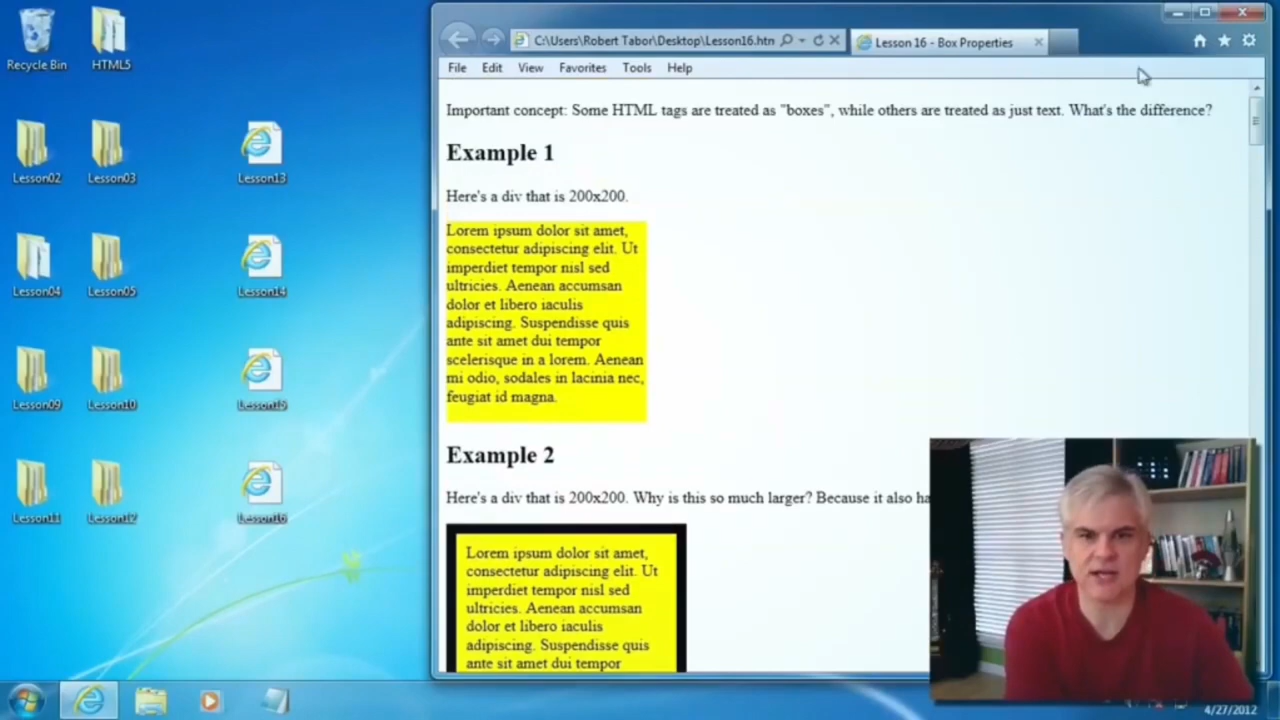 Recycle Bin
HTML5
Lesson02
Lesson03
Lesson13
Lesson04
Lesson05
Lesson14
Lesson09
Lesson10
Lesson15
Lesson11
Lesson12
Lesson16
C:\Users\Robert Tabor\Desktop\Lesson16.htn
Lesson 16 - Box Properties
File Edit View Favorites Tools Help
Important concept: Some HTML tags are treated as "boxes", while others are treated as just text. What's the difference?
Example 1
Here's a div that is 200x200.
Lorem ipsum dolor sit amet,
consectetur adipiscing elit. Ut
imperdiet tempor nisl sed
ultricies. Aenean accumsan
dolor et libero iaculis
adipiscing. Suspendisse quis
ante sit amet dui tempor
scelerisque in a lorem. Aenean
mi odio, sodales in lacinia nec,
feugiat id magna.
Example 2
Here's a div that is 200x200. Why is this so much larger? Because it also ha
Lorem ipsum dolor sit amet,
consectetur adipiscing elit. Ut
imperdiet tempor nisl sed
ultricies. Aenean accumsan
dolor et libero iaculis
adipiscing. Suspendisse quis
ante sit amet dui tempor
4/27/2012